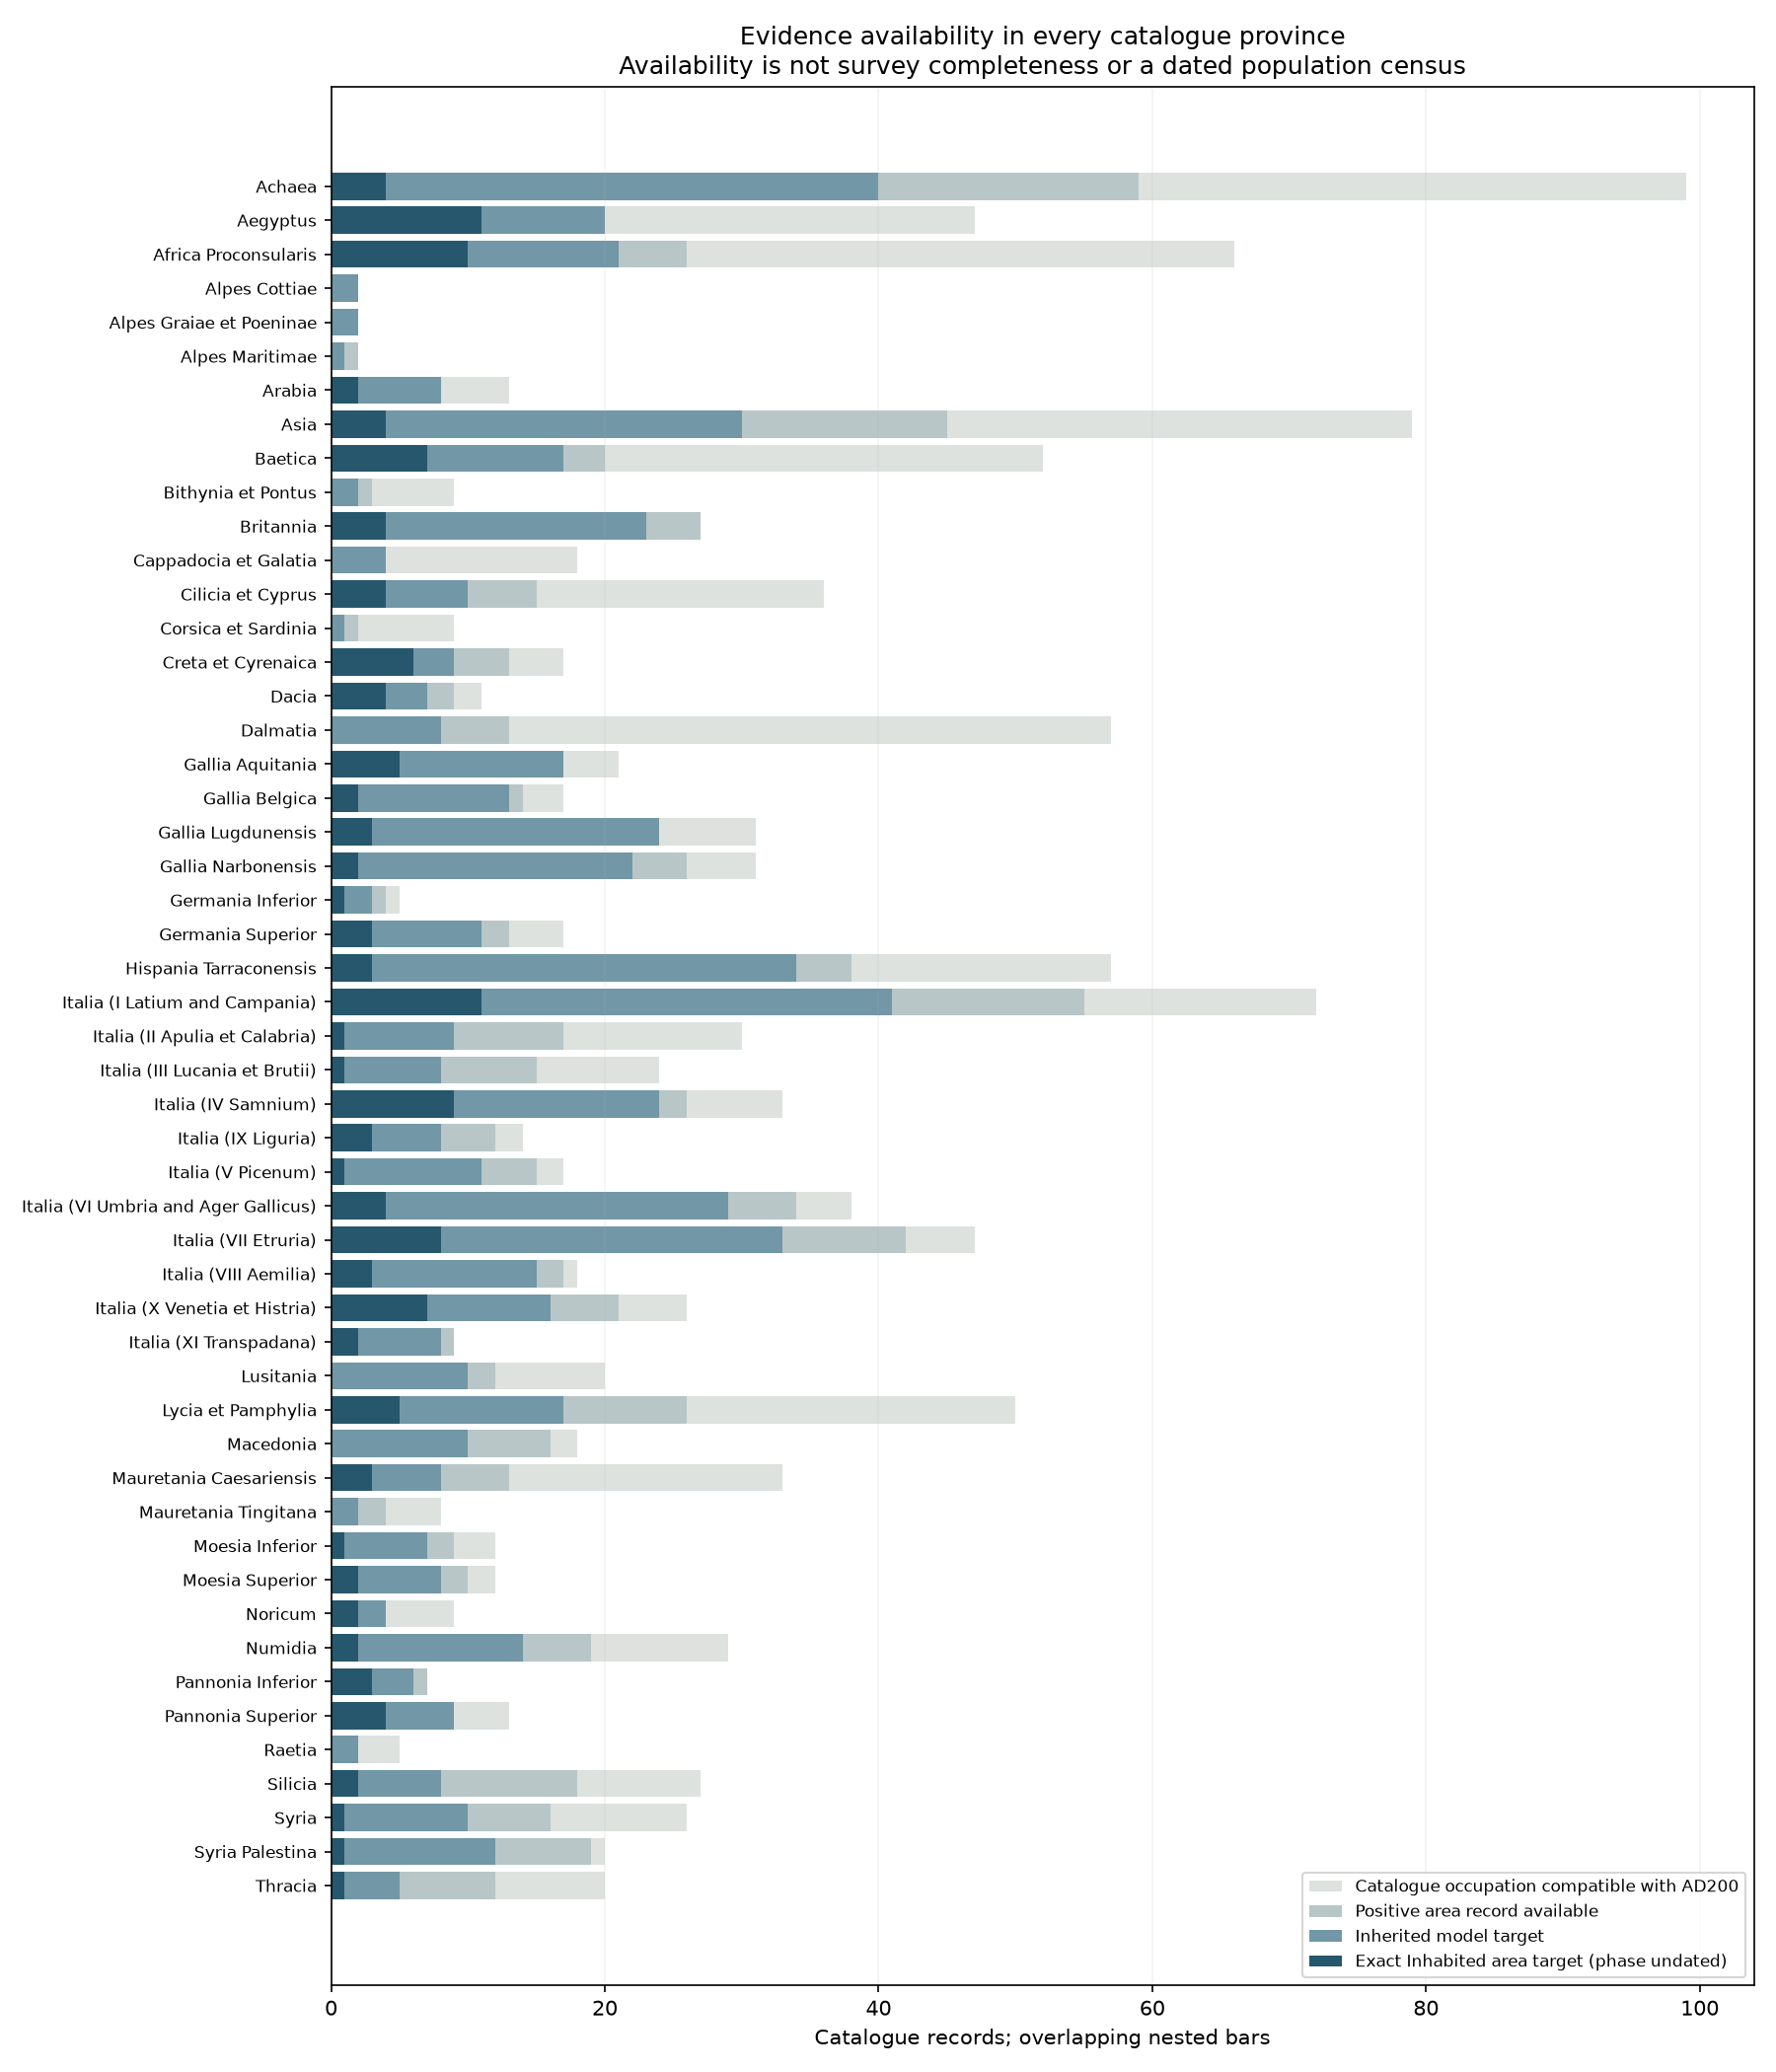 Evidence availability in every catalogue province
Availability is not survey completeness or a dated population census
Achaea
Aegyptus
Africa Proconsularis
Alpes Cottiae
Alpes Graiae et Poeninae
Alpes Maritimae
Arabia
Asia
Baetica
Bithynia et Pontus
Britannia
Cappadocia et Galatia
Cilicia et Cyprus
Corsica et Sardinia
Creta et Cyrenaica
Dacia
Dalmatia
Gallia Aquitania
Gallia Belgica
Gallia Lugdunensis
Gallia Narbonensis
Germania Inferior
Germania Superior
Hispania Tarraconensis
Italia (I Latium and Campania)
Italia (II Apulia et Calabria)
Italia (III Lucania et Brutii)
Italia (IV Samnium)
Italia (IX Liguria)
Italia (V Picenum)
Italia (VI Umbria and Ager Gallicus)
Italia (VII Etruria)
Italia (VIII Aemilia)
Italia (X Venetia et Histria)
Italia (XI Transpadana)
Lusitania
Lycia et Pamphylia
Macedonia
Mauretania Caesariensis
Mauretania Tingitana
Moesia Inferior
Moesia Superior
Noricum
Numidia
Pannonia Inferior
Pannonia Superior
Raetia
Silicia
Syria
Syria Palestina
Thracia
Catalogue occupation compatible with AD200
Positive area record available
Inherited model target
Exact Inhabited area target (phase undated)
0 20 40 60 80 100
Catalogue records; overlapping nested bars